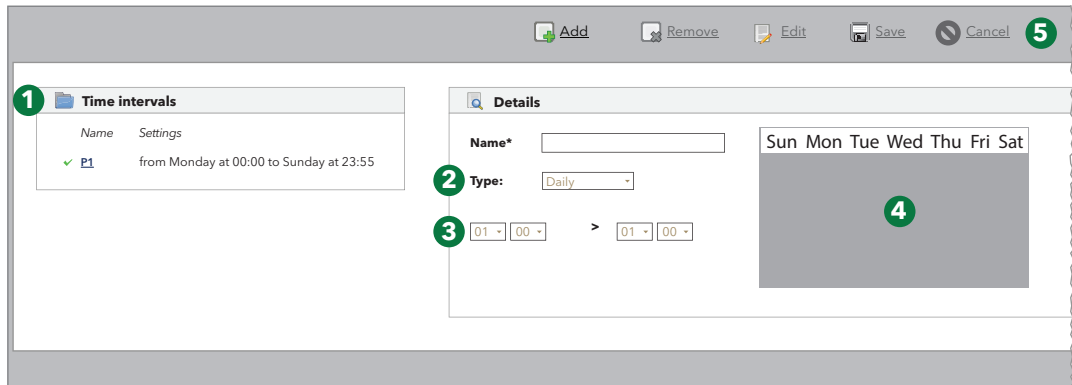 Add Remove Edit Save Cancel 5
1 Time intervals
Name Settings
P1 from Monday at 00:00 to Sunday at 23:55
Details
Name*
Sun Mon Tue Wed Thu Fri Sat
2 Type: Daily
4
3 01 00 > 01 00